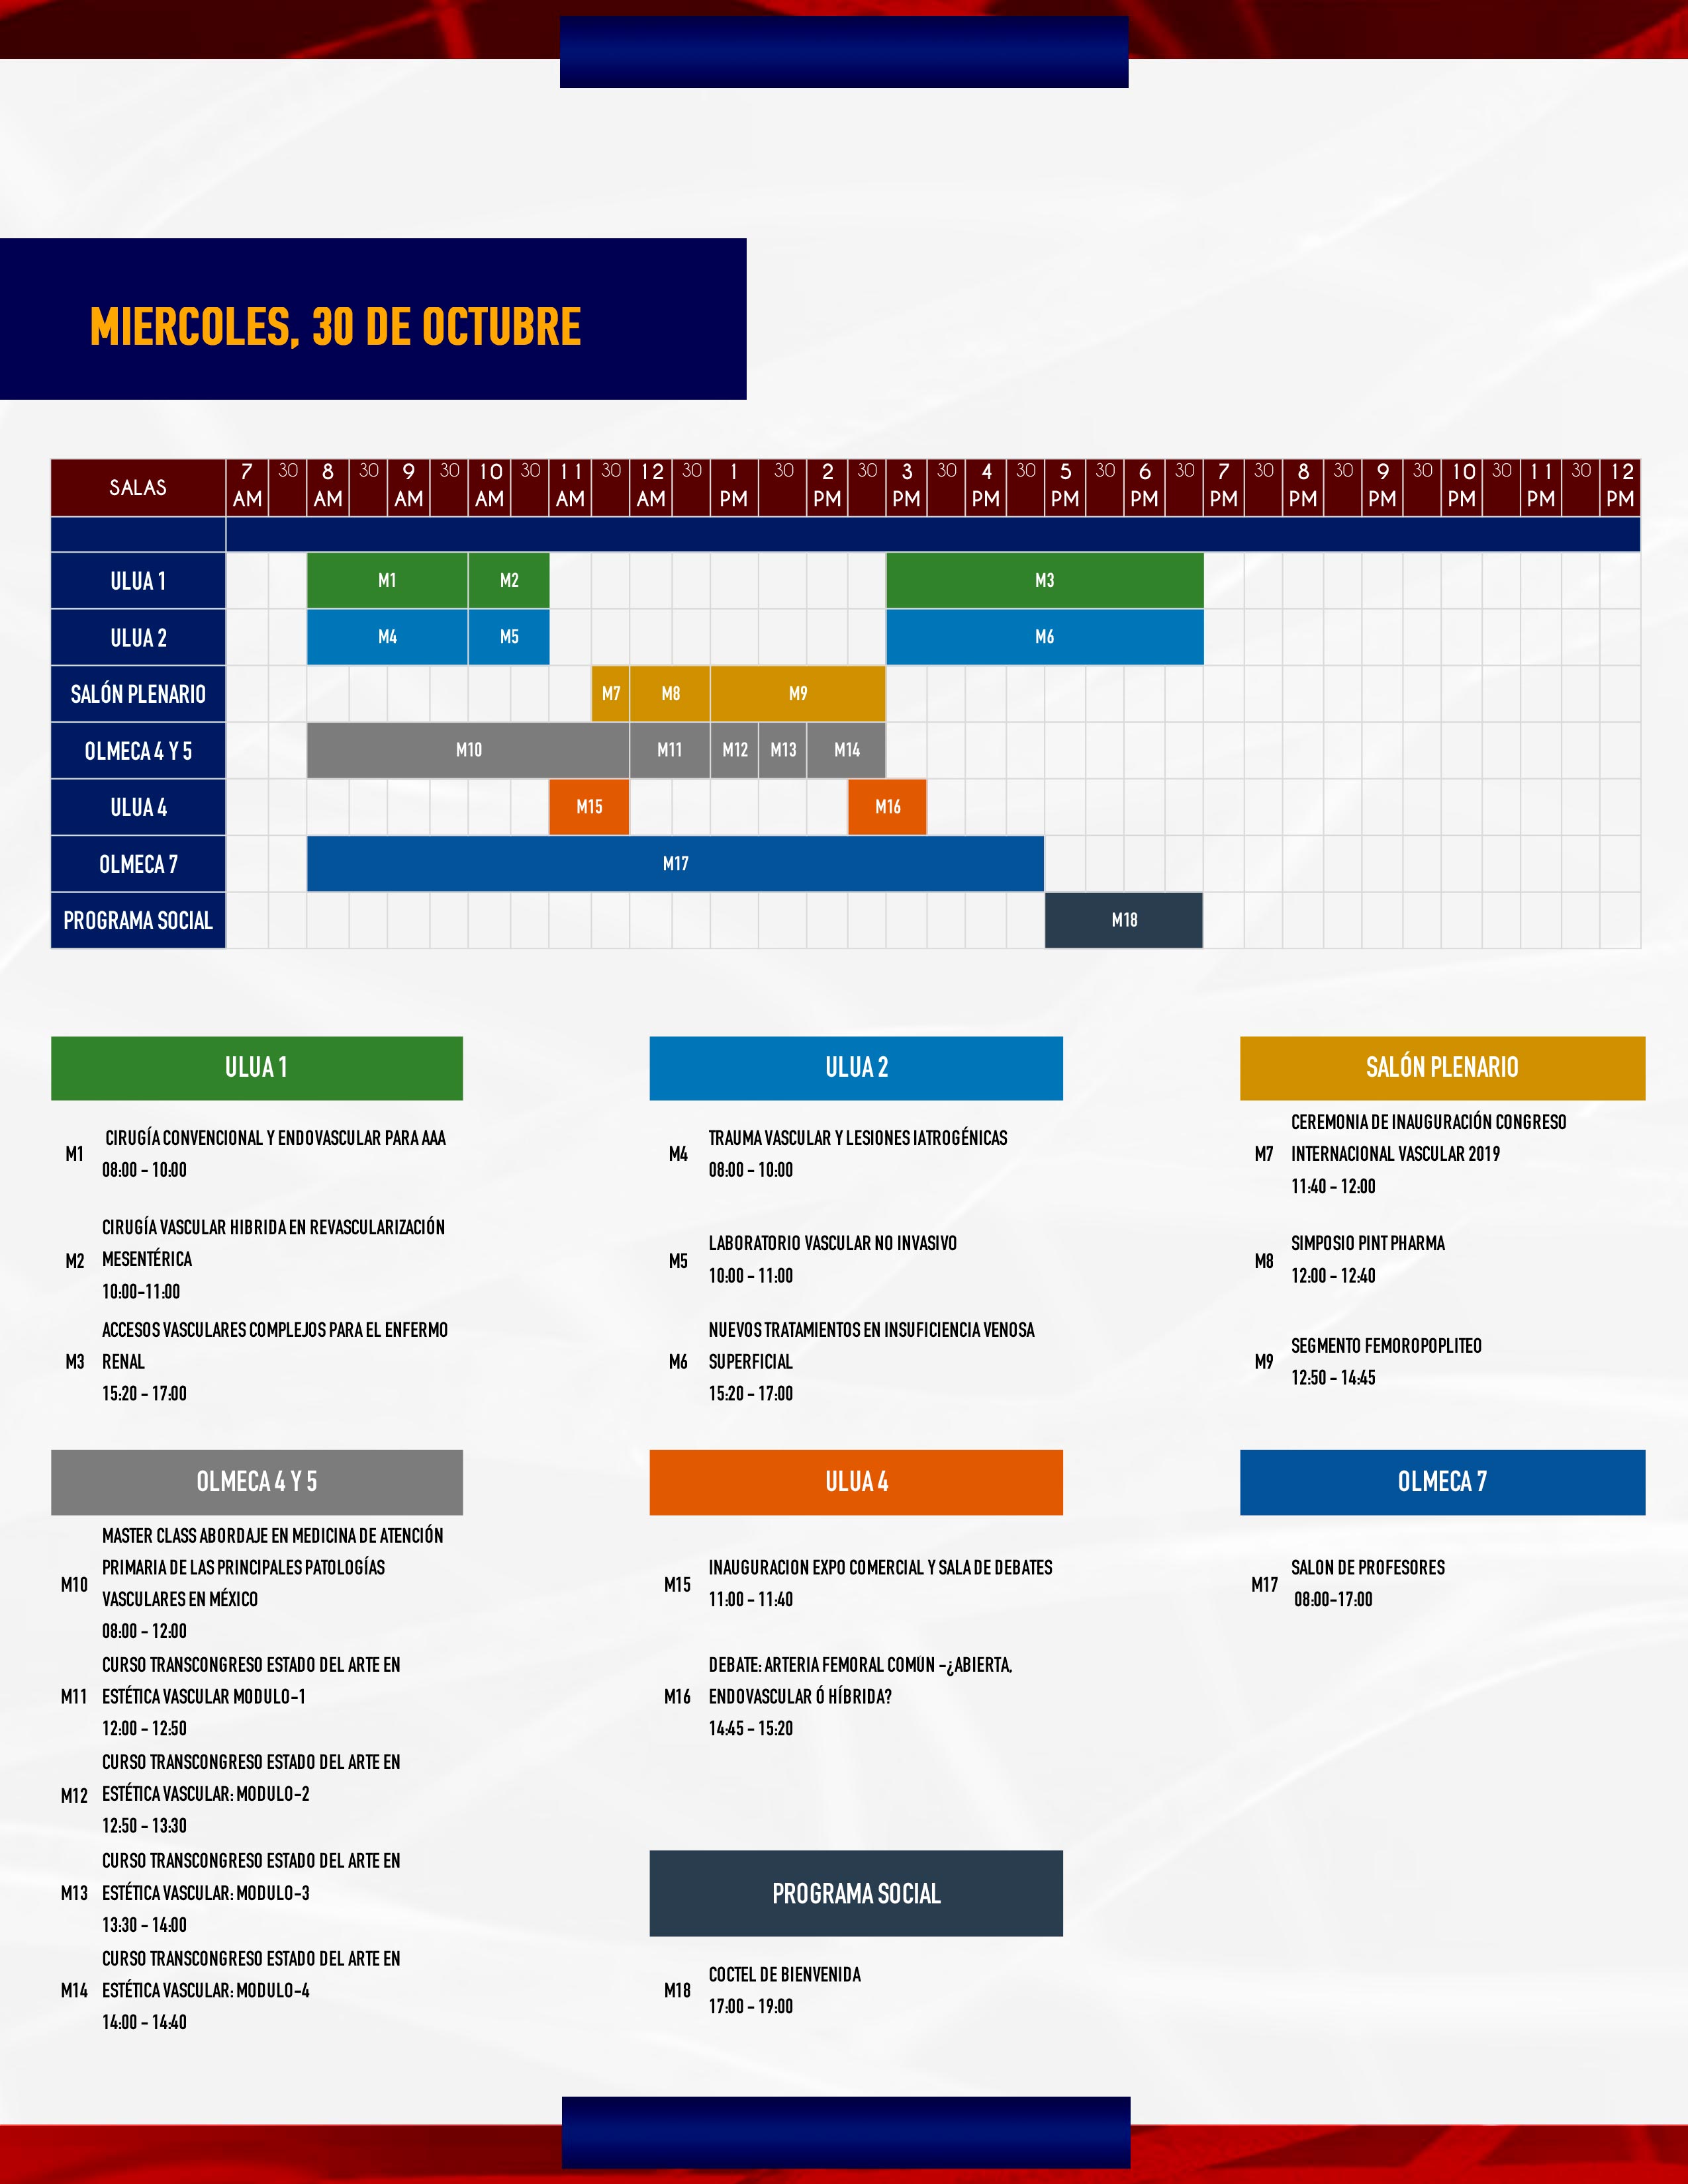 MIERCOLES, 30 DE OCTUBRE
SALAS 7 AM 30 8 AM 30 9 AM 30 10 AM 30 11 AM 30 12 AM 30 1 PM 30 2 PM 30 3 PM 30 4 PM 30 5 PM 30 6 PM 30 7 PM 30 8 PM 30 9 PM 30 10 PM 30 11 PM 30 12 PM
ULUA 1 M1 M2 M3
ULUA 2 M4 M5 M6
SALÓN PLENARIO M7 M8 M9
OLMECA 4 Y 5 M10 M11 M12 M13 M14
ULUA 4 M15 M16
OLMECA 7 M17
PROGRAMA SOCIAL M18
ULUA 1
M1
CIRUGÍA CONVENCIONAL Y ENDOVASCULAR PARA AAA
08:00 - 10:00
M2
CIRUGÍA VASCULAR HIBRIDA EN REVASCULARIZACIÓN
MESENTÉRICA
10:00-11:00
M3
ACCESOS VASCULARES COMPLEJOS PARA EL ENFERMO
RENAL
15:20 - 17:00
ULUA 2
M4
TRAUMA VASCULAR Y LESIONES IATROGÉNICAS
08:00 - 10:00
M5
LABORATORIO VASCULAR NO INVASIVO
10:00 - 11:00
M6
NUEVOS TRATAMIENTOS EN INSUFICIENCIA VENOSA
SUPERFICIAL
15:20 - 17:00
SALÓN PLENARIO
M7
CEREMONIA DE INAUGURACIÓN CONGRESO
INTERNACIONAL VASCULAR 2019
11:40 - 12:00
M8
SIMPOSIO PINT PHARMA
12:00 - 12:40
M9
SEGMENTO FEMOROPOPLITEO
12:50 - 14:45
OLMECA 4 Y 5
M10
MASTER CLASS ABORDAJE EN MEDICINA DE ATENCIÓN
PRIMARIA DE LAS PRINCIPALES PATOLOGÍAS
VASCULARES EN MÉXICO
08:00 - 12:00
M11
CURSO TRANSCONGRESO ESTADO DEL ARTE EN
ESTÉTICA VASCULAR MODULO-1
12:00 - 12:50
M12
CURSO TRANSCONGRESO ESTADO DEL ARTE EN
ESTÉTICA VASCULAR: MODULO-2
12:50 - 13:30
M13
CURSO TRANSCONGRESO ESTADO DEL ARTE EN
ESTÉTICA VASCULAR: MODULO-3
13:30 - 14:00
M14
CURSO TRANSCONGRESO ESTADO DEL ARTE EN
ESTÉTICA VASCULAR: MODULO-4
14:00 - 14:40
ULUA 4
M15
INAUGURACION EXPO COMERCIAL Y SALA DE DEBATES
11:00 - 11:40
M16
DEBATE: ARTERIA FEMORAL COMÚN -¿ABIERTA,
ENDOVASCULAR Ó HÍBRIDA?
14:45 - 15:20
PROGRAMA SOCIAL
M18
COCTEL DE BIENVENIDA
17:00 - 19:00
OLMECA 7
M17
SALON DE PROFESORES
08:00-17:00